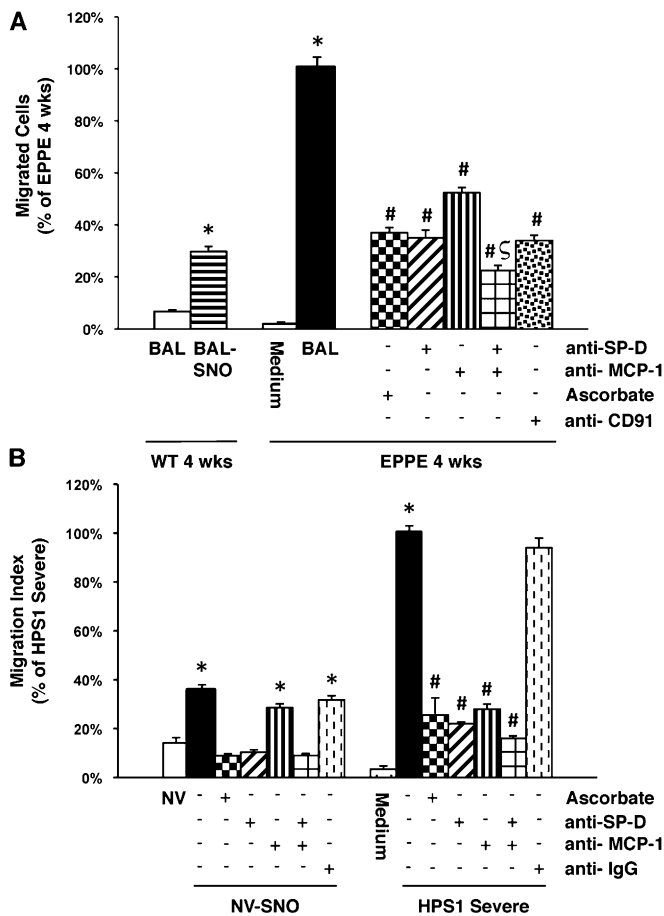 A
Migrated Cells
(% of EPPE 4 wks)
120%
100%
80%
60%
40%
20%
0%
*
*
#
#
#
# ς
#
BAL
BAL-
SNO
Medium
BAL
- + - + - anti-SP-D
- - + + - anti- MCP-1
+ - - - - Ascorbate
- - - - + anti- CD91
WT 4 wks
EPPE 4 wks
B
Migration Index
(% of HPS1 Severe)
120%
100%
80%
60%
40%
20%
0%
*
*
*
*
#
#
#
#
NV
Medium
- + - - - - - + - - - - Ascorbate
- - + - + - - - + - + - anti-SP-D
- - - + + - - - - + + - anti- MCP-1
- - - - - + - - - - - + anti- IgG
NV-SNO
HPS1 Severe